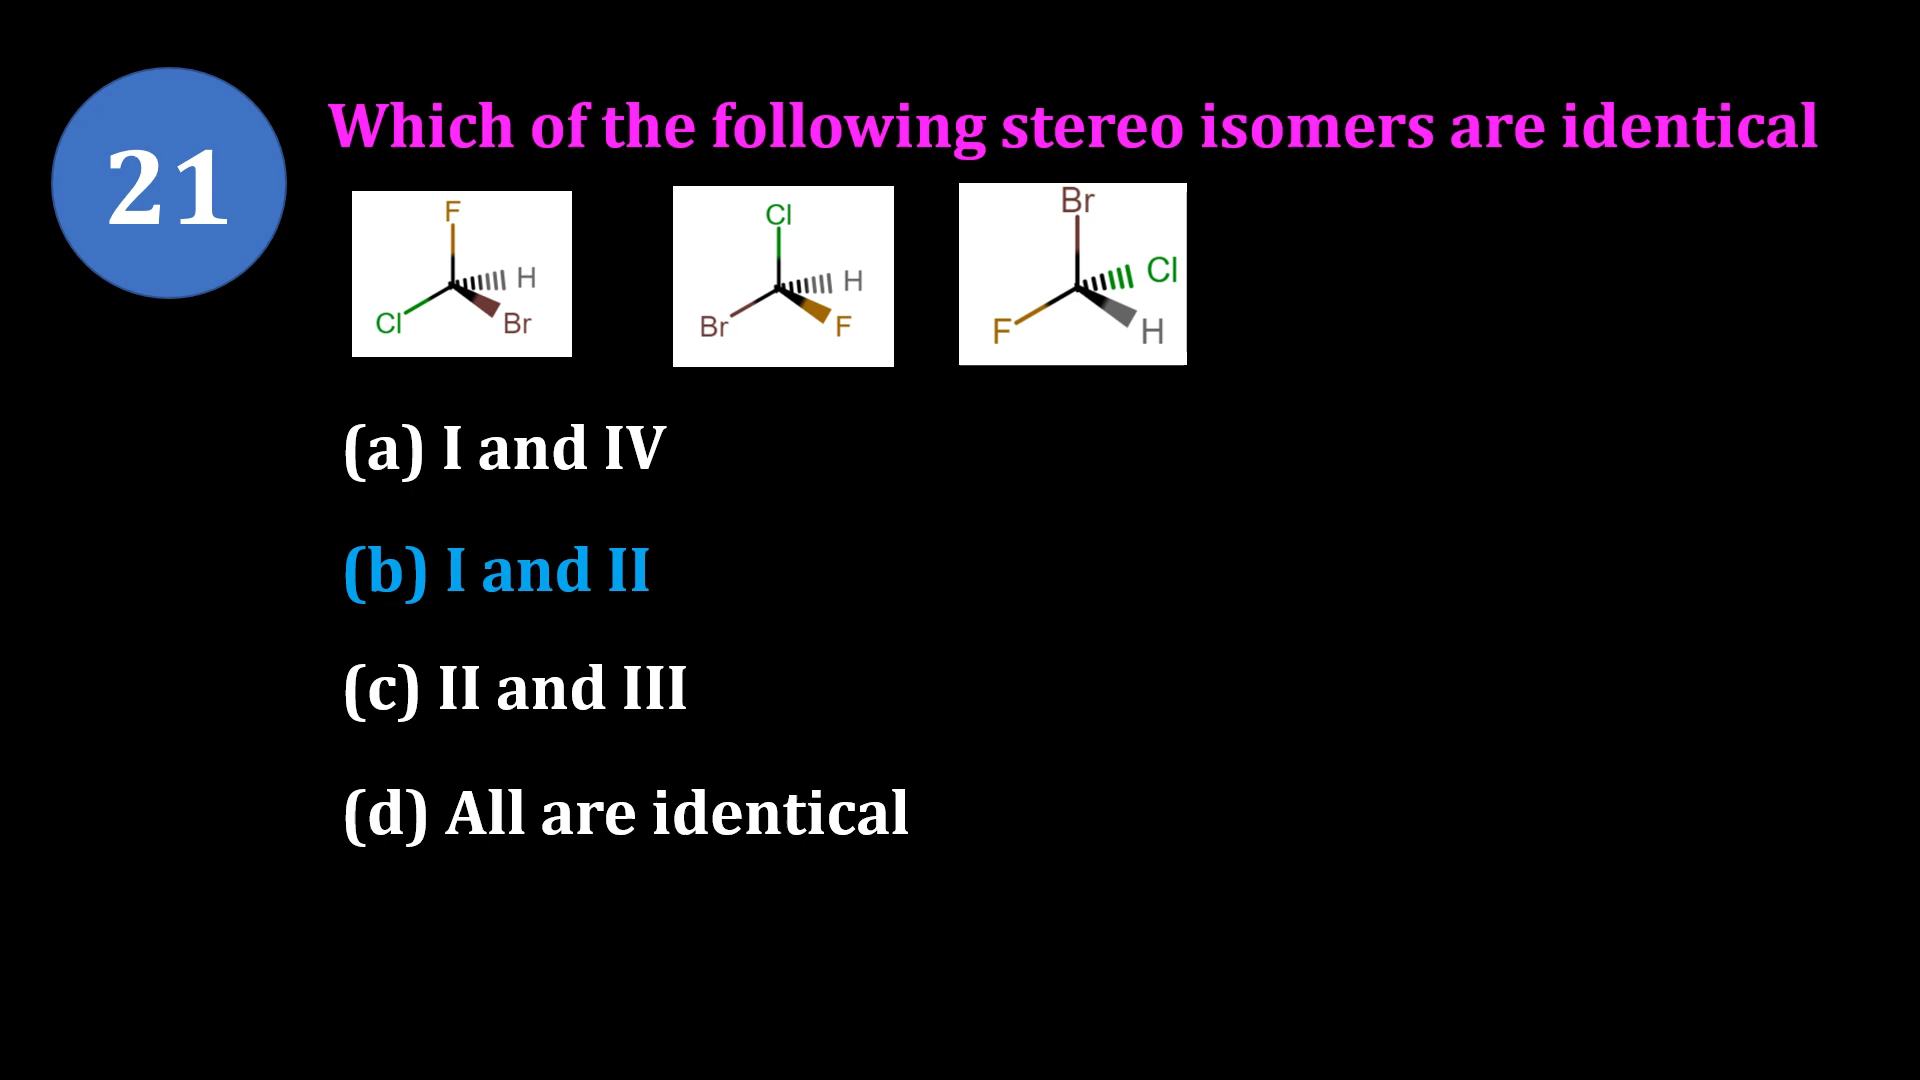 21
Which of the following stereo isomers are identical
F
H
Cl
Br
Cl
H
Br
F
Br
Cl
F
H
(a) I and IV
(b) I and II
(c) II and III
(d) All are identical